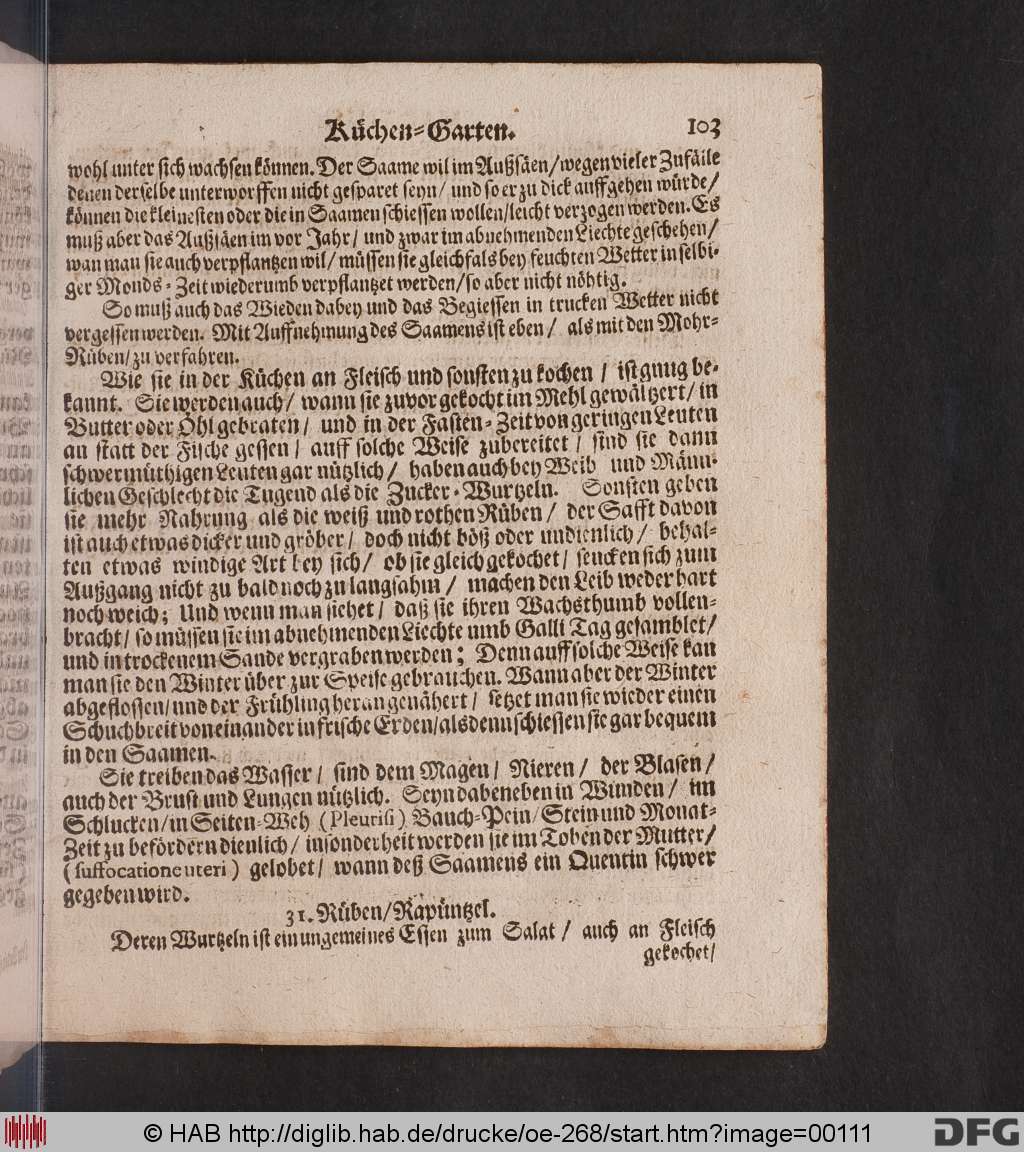 Küchen-Garten. 103
wohl unter sich wachsen können. Der Saame wil im Außsäen/wegen vieler Zufälle
denen derselbe unterworffen nicht gesparet seyn/ und so er zu dick auffgehen würde/
können die kleinesten oder die in Saamen schiessen wollen/leicht verzogen werden. Es
muß aber das Außsäen im vor Jahr/ und zwar im abnehmenden Liechte geschehen/
wan man sie auch verpflantzen wil/ müssen sie gleichfals bey feuchten Wetter in selbi-
ger Monds-Zeit wiederumb verpflantzet werden/so aber nicht nöhtig.
So muß auch das Wieden dabey und das Begiessen in trucken Wetter nicht
vergessen werden. Mit Auffnehmung des Saamens ist eben/ als mit den Mohr-
Rüben/zu verfahren.
Wie sie in der Küchen an Fleisch und sonsten zu kochen/ ist gnug be-
kannt. Sie werden auch/ wann sie zuvor gekocht im Mehl gewältzert/ in
Butter oder Öhl gebraten/ und in der Fasten-Zeit von geringen Leuten
an statt der Fische gessen/ auff solche Weise zubereitet/ sind sie dann
schwermüthigen Leuten gar nützlich/ haben auch bey Weib und Männ-
lichen Geschlecht die Tugend als die Zucker-Wurtzeln. Sonsten geben
sie mehr Nahrung als die weiß und rothen Rüben/ der Safft davon
ist auch etwas dicker und gröber/ doch nicht böß oder undienlich/ behal-
ten etwas windige Art bey sich/ ob sie gleich gekochet/ sencken sich zum
Außgang nicht zu bald noch zu langsahm/ machen den Leib weder hart
noch weich; Und wenn man siehet/ daß sie ihren Wachsthumb vollen-
bracht/ so müssen sie im abnehmenden Liechte umb Galli Tag gesamblet/
und in trockenem Sande vergraben werden; Denn auff solche Weise kan
man sie den Winter über zur Speise gebrauchen. Wann aber der Winter
abgeflossen/und der Frühling heran genähert/ setzet man sie wieder einen
Schuchbreit von einander in frische Erden/alsdenn schiessen sie gar bequem
in den Saamen.
Sie treiben das Wasser/ sind dem Magen/ Nieren/ der Blasen/
auch der Brust und Lungen nützlich. Seyn dabeneben in Wunden/ im
Schlucken/in Seiten-Weh (Pleurisi) Bauch-Pein/Stein und Monat-
Zeit zu befördern dienlich/ insonderheit werden sie im Toben der Mutter/
(suffocatione uteri) gelobet/ wann deß Saamens ein Quentin schwer
gegeben wird.
31. Rüben/Rapüntzel.
Deren Wurtzeln ist ein ungemeines Essen zum Salat/ auch an Fleisch
gekochet/
© HAB http://diglib.hab.de/drucke/oe-268/start.htm?image=00111
DFG